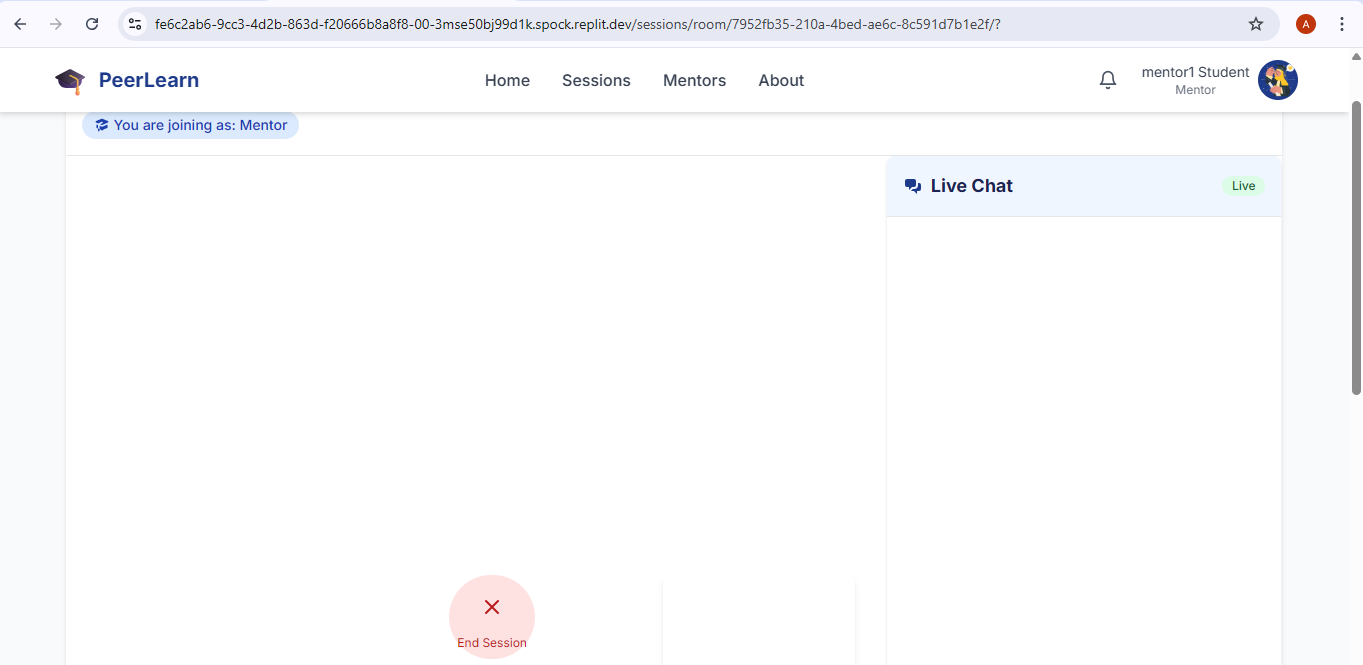 fe6c2ab6-9cc3-4d2b-863d-f20666b8a8f8-00-3mse50bj99d1k.spock.replit.dev/sessions/room/7952fb35-210a-4bed-ae6c-8c591d7b1e2f/?
A
PeerLearn
Home Sessions Mentors About
mentor1 Student
Mentor
You are joining as: Mentor
Live Chat
Live
End Session